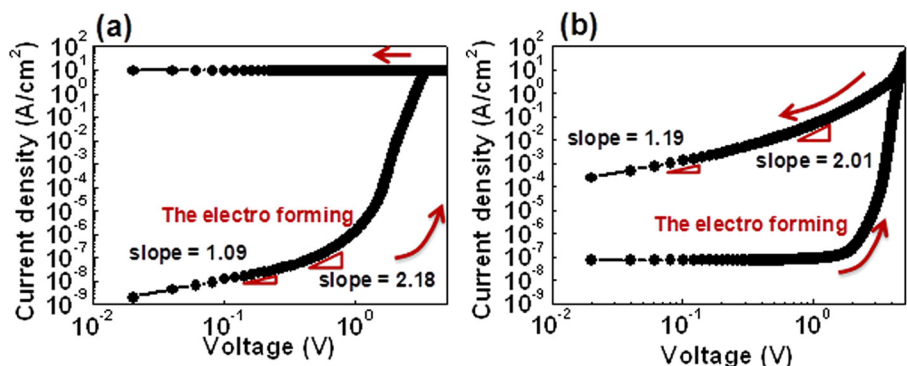 (a)
Current density (A/cm²)
10²
10¹
10⁰
10⁻¹
10⁻²
10⁻³
10⁻⁴
10⁻⁵
10⁻⁶
10⁻⁷
10⁻⁸
10⁻⁹
The electro forming
slope = 1.09
slope = 2.18
10⁻² 10⁻¹ 10⁰
Voltage (V)
(b)
Current density (A/cm²)
10²
10¹
10⁰
10⁻¹
10⁻²
10⁻³
10⁻⁴
10⁻⁵
10⁻⁶
10⁻⁷
10⁻⁸
10⁻⁹
slope = 1.19
slope = 2.01
The electro forming
10⁻² 10⁻¹ 10⁰
Voltage (V)